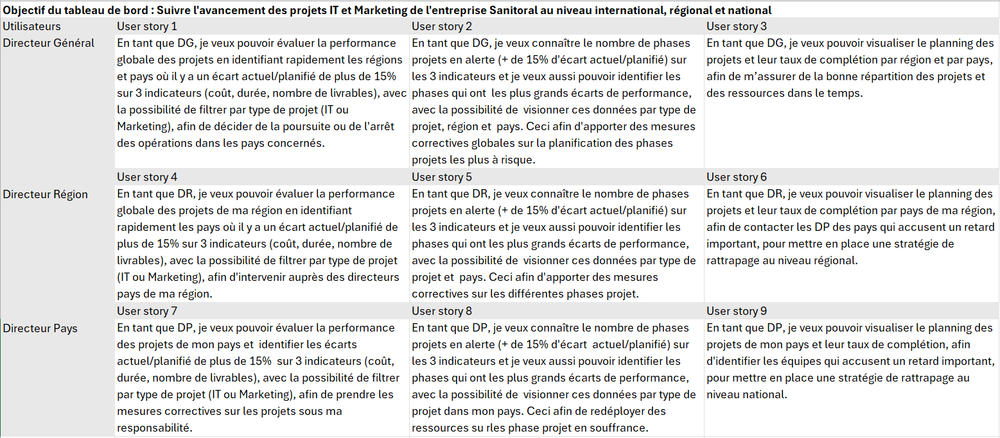 Objectif du tableau de bord : Suivre l'avancement des projets IT et Marketing de l'entreprise Sanitoral au niveau international, régional et national
Utilisateurs
User story 1
User story 2
User story 3
Directeur Général
En tant que DG, je veux pouvoir évaluer la performance
globale des projets en identifiant rapidement les régions
et pays où il y a un écart actuel/planifié de plus de 15%
sur 3 indicateurs (coût, durée, nombre de livrables), avec
la possibilité de filtrer par type de projet (IT ou
Marketing), afin de décider de la poursuite ou de l'arrêt
des opérations dans les pays concernés.
En tant que DG, je veux connaître le nombre de phases
projets en alerte (+ de 15% d'écart actuel/planifié) sur
les 3 indicateurs et je veux aussi pouvoir identifier les
phases qui ont  les plus grands écarts de performance,
avec la possibilité de  visionner ces données par type de
projet, région et  pays. Ceci afin d'apporter des mesures
correctives globales sur la planification des phases
projets les plus à risque.
En tant que DG, je veux pouvoir visualiser le planning des
projets et leur taux de complétion par région et par pays,
afin de m’assurer de la bonne répartition des projets et
des ressources dans le temps.
User story 4
User story 5
User story 6
Directeur Région
En tant que DR, je veux pouvoir évaluer la performance
globale des projets de ma région en identifiant
rapidement les pays où il y a un écart actuel/planifié de
plus de 15% sur 3 indicateurs (coût, durée, nombre de
livrables), avec la possibilité de filtrer par type de projet
(IT ou Marketing), afin d'intervenir auprès des directeurs
pays de ma région.
En tant que DR, je veux connaître le nombre de phases
projets en alerte (+ de 15% d'écart actuel/planifié) sur
les 3 indicateurs et je veux aussi pouvoir identifier les
phases qui ont les plus grands écarts de performance,
avec la possibilité de  visionner ces données par type de
projet et  pays. Ceci afin d'apporter des mesures
correctives sur les différentes phases projet.
En tant que DR, je veux pouvoir visualiser le planning des
projets et leur taux de complétion par pays de ma région,
afin de contacter les DP des pays qui accusent un retard
important, pour mettre en place une stratégie de
rattrapage au niveau régional.
User story 7
User story 8
User story 9
Directeur Pays
En tant que DP, je veux pouvoir évaluer la performance
des projets de mon pays et  identifier les écarts
actuel/planifié de plus de 15%  sur 3 indicateurs (coût,
durée, nombre de livrables), avec la possibilité de filtrer
par type de projet (IT ou Marketing), afin de prendre les
mesures correctives sur les projets sous ma
responsabilité.
En tant que DP, je veux connaître le nombre de phases
projets en alerte (+ de 15% d'écart  actuel/planifié) sur
les 3 indicateurs et je veux aussi pouvoir identifier les
phases qui ont les plus grands écarts de performance,
avec la possibilité de  visionner ces données par type de
projet dans mon pays. Ceci afin de redéployer des
ressources su rles phase projet en souffrance.
En tant que DP, je veux pouvoir visualiser le planning des
projets de mon pays et leur taux de complétion, afin
d'identifier les équipes qui accusent un retard important,
pour mettre en place une stratégie de rattrapage au
niveau national.